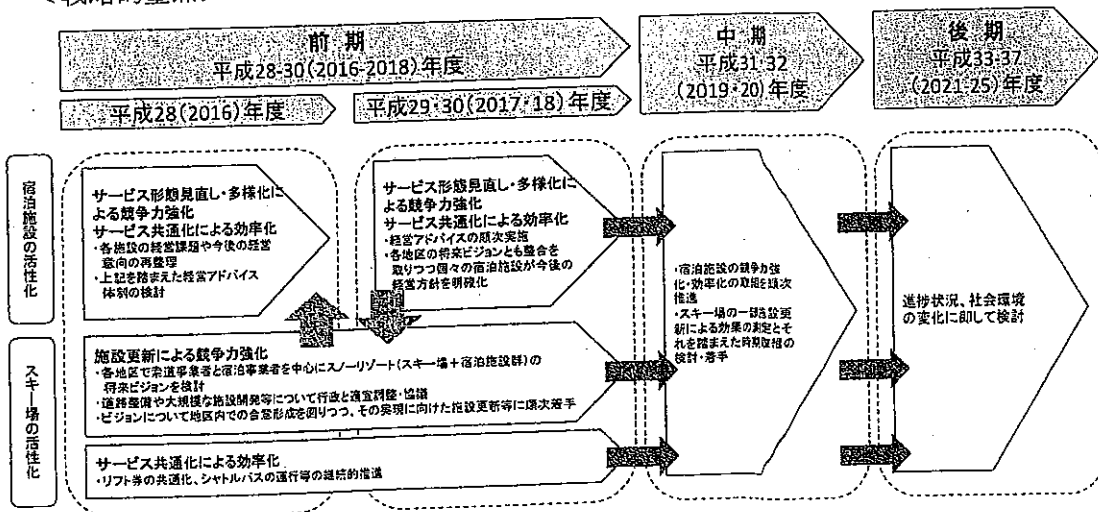 前期
平成28-30(2016-2018)年度
中期
平成31・32
(2019・20)年度
後期
平成33-37
(2021-25)年度
平成28(2016)年度
平成29・30(2017・18)年度
宿泊施設の活性化
サービス形態見直し・多様化に
よる競争力強化
サービス共通化による効率化
・各施設の経営課題や今後の経営
意向の再整理
・上記を踏まえた経営アドバイス
体制の検討
サービス形態見直し・多様化によ
る競争力強化
サービス共通化による効率化
・経営アドバイスの順次実施
・各地区の将来ビジョンとも整合を
取りつつ個々の宿泊施設が今後の
経営方針を明確化
・宿泊施設の競争力強
化・効率化の取組を順次
推進
・スキー場の一部施設更
新による効果の測定とそ
れを踏まえた時期取組の
検討・着手
進捗状況、社会環境
の変化に即して検討
スキー場の活性化
施設更新による競争力強化
・各地区で索道事業者と宿泊事業者を中心にスノーリゾート(スキー場+宿泊施設群)の
将来ビジョンを検討
・道路整備や大規模な施設開発等について行政と適宜調整・協議
・ビジョンについて地区内での合意形成を図りつつ、その実現に向けた施設更新等に順次着手
サービス共通化による効率化
・リフト券の共通化、シャトルバスの運行等の継続的推進